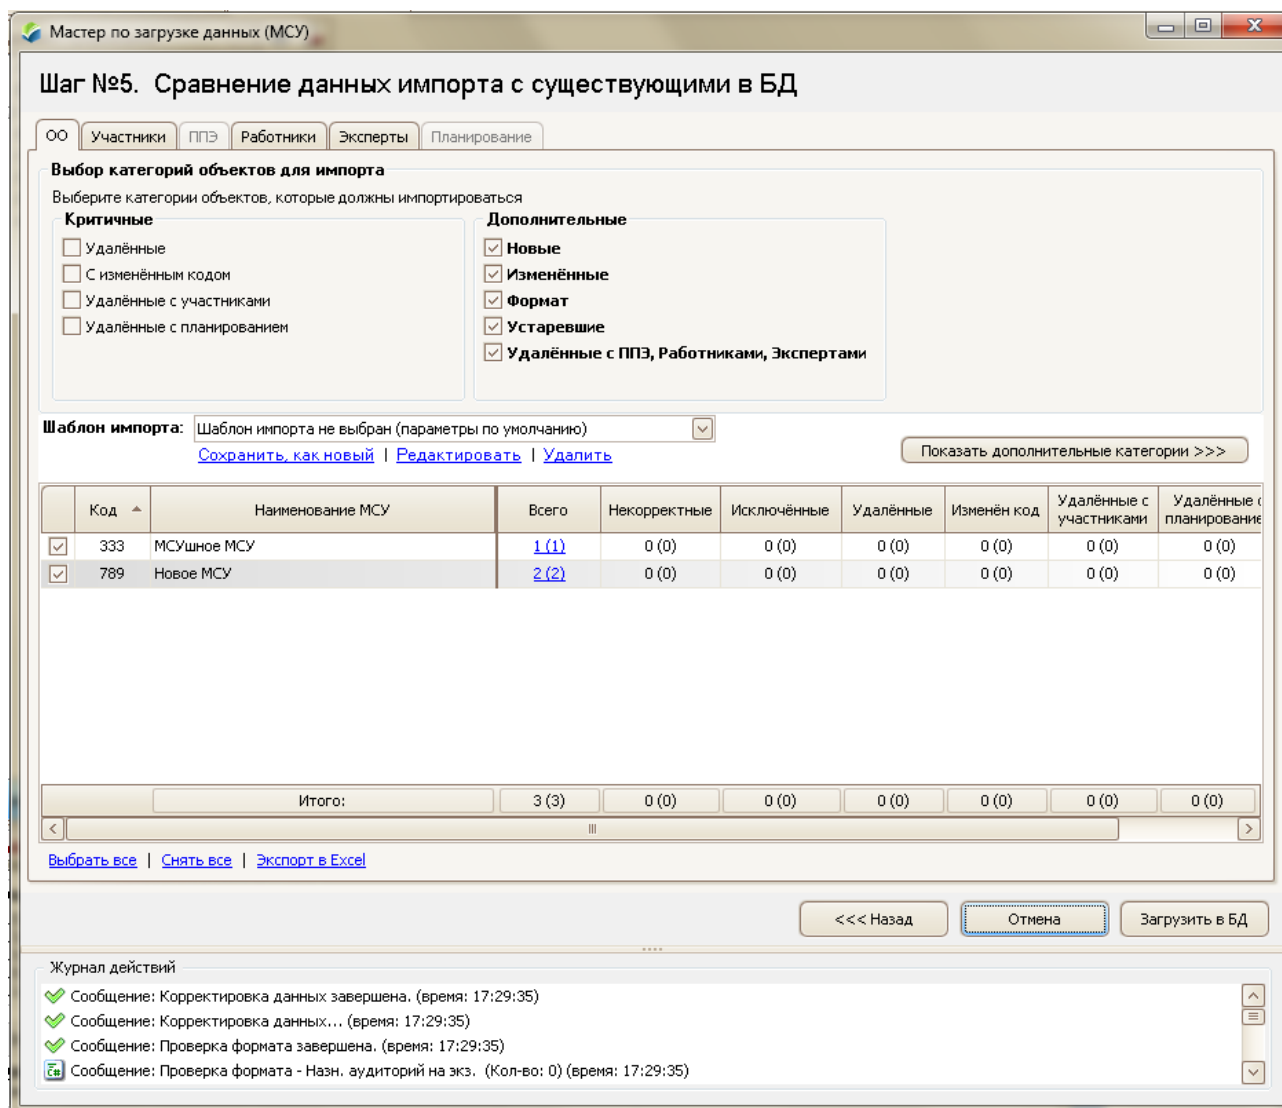 Мастер по загрузке данных (МСУ)
Шаг №5. Сравнение данных импорта с существующими в БД
ОО Участники ППЭ Работники Эксперты Планирование
Выбор категорий объектов для импорта
Выберите категории объектов, которые должны импортироваться
Критичные Дополнительные
Удалённые Новые
С изменённым кодом Изменённые
Удалённые с участниками Формат
Удалённые с планированием Устаревшие
Удалённые с ППЭ, Работниками, Экспертами
Шаблон импорта: Шаблон импорта не выбран (параметры по умолчанию)
Сохранить, как новый | Редактировать | Удалить Показать дополнительные категории >>>
Код Наименование МСУ Всего Некорректные Исключённые Удалённые Изменён код Удалённые с участниками Удалённые с планирование
333 МСУшное МСУ 1 (1) 0 (0) 0 (0) 0 (0) 0 (0) 0 (0) 0 (0)
789 Новое МСУ 2 (2) 0 (0) 0 (0) 0 (0) 0 (0) 0 (0) 0 (0)
Итого: 3 (3) 0 (0) 0 (0) 0 (0) 0 (0) 0 (0) 0 (0)
Выбрать все | Снять все | Экспорт в Excel
<<< Назад Отмена Загрузить в БД
Журнал действий
Сообщение: Корректировка данных завершена. (время: 17:29:35)
Сообщение: Корректировка данных... (время: 17:29:35)
Сообщение: Проверка формата завершена. (время: 17:29:35)
Сообщение: Проверка формата - Назн. аудиторий на экз. (Кол-во: 0) (время: 17:29:35)